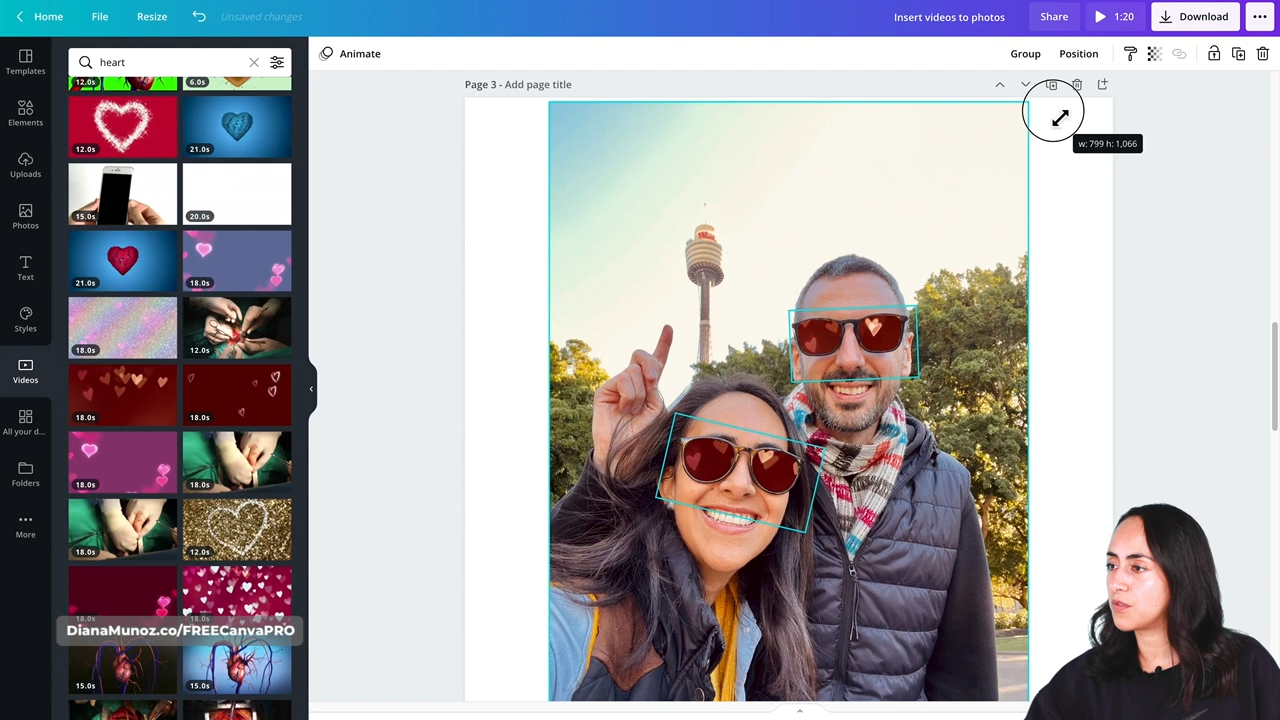 Home
File
Resize
Unsaved changes
Insert videos to photos
Share
1:20
Download
Templates
Elements
Uploads
Photos
Text
Styles
Videos
All your d...
Folders
More
heart
12.0s
6.0s
12.0s
21.0s
15.0s
20.0s
21.0s
18.0s
18.0s
12.0s
18.0s
18.0s
18.0s
18.0s
18.0s
12.0s
18.0s
18.0s
DianaMunoz.co/FREECanvaPRO
15.0s
15.0s
Animate
Group
Position
Page 3 - Add page title
w: 799 h: 1,066